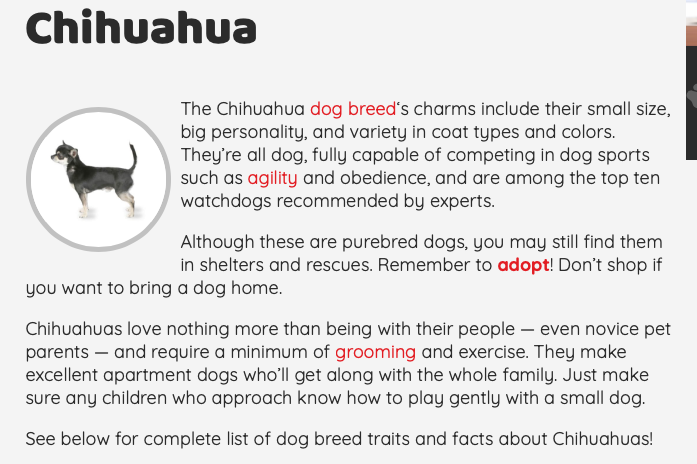 Chihuahua
The Chihuahua dog breed‘s charms include their small size,
big personality, and variety in coat types and colors.
They’re all dog, fully capable of competing in dog sports
such as agility and obedience, and are among the top ten
watchdogs recommended by experts.
Although these are purebred dogs, you may still find them
in shelters and rescues. Remember to adopt! Don’t shop if
you want to bring a dog home.
Chihuahuas love nothing more than being with their people — even novice pet
parents — and require a minimum of grooming and exercise. They make
excellent apartment dogs who’ll get along with the whole family. Just make
sure any children who approach know how to play gently with a small dog.
See below for complete list of dog breed traits and facts about Chihuahuas!